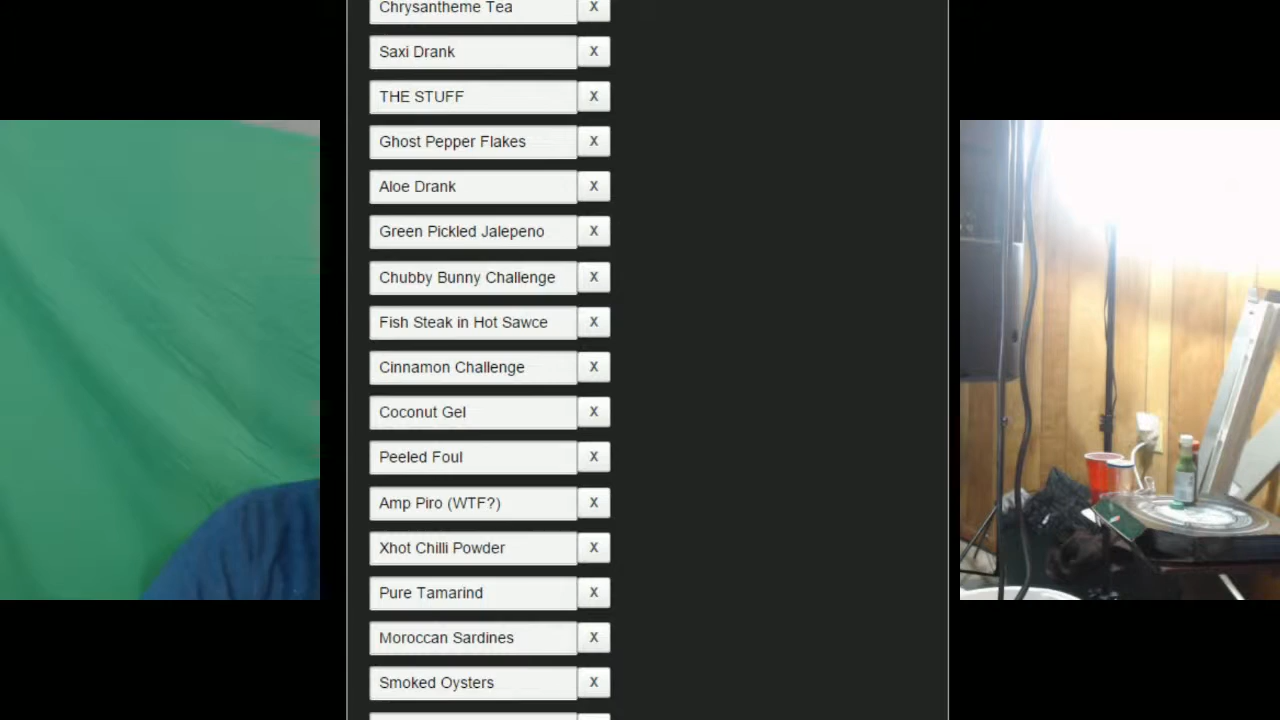 Chrysantheme Tea X
Saxi Drank X
THE STUFF X
Ghost Pepper Flakes X
Aloe Drank X
Green Pickled Jalepeno X
Chubby Bunny Challenge X
Fish Steak in Hot Sawce X
Cinnamon Challenge X
Coconut Gel X
Peeled Foul X
Amp Piro (WTF?) X
Xhot Chilli Powder X
Pure Tamarind X
Moroccan Sardines X
Smoked Oysters X